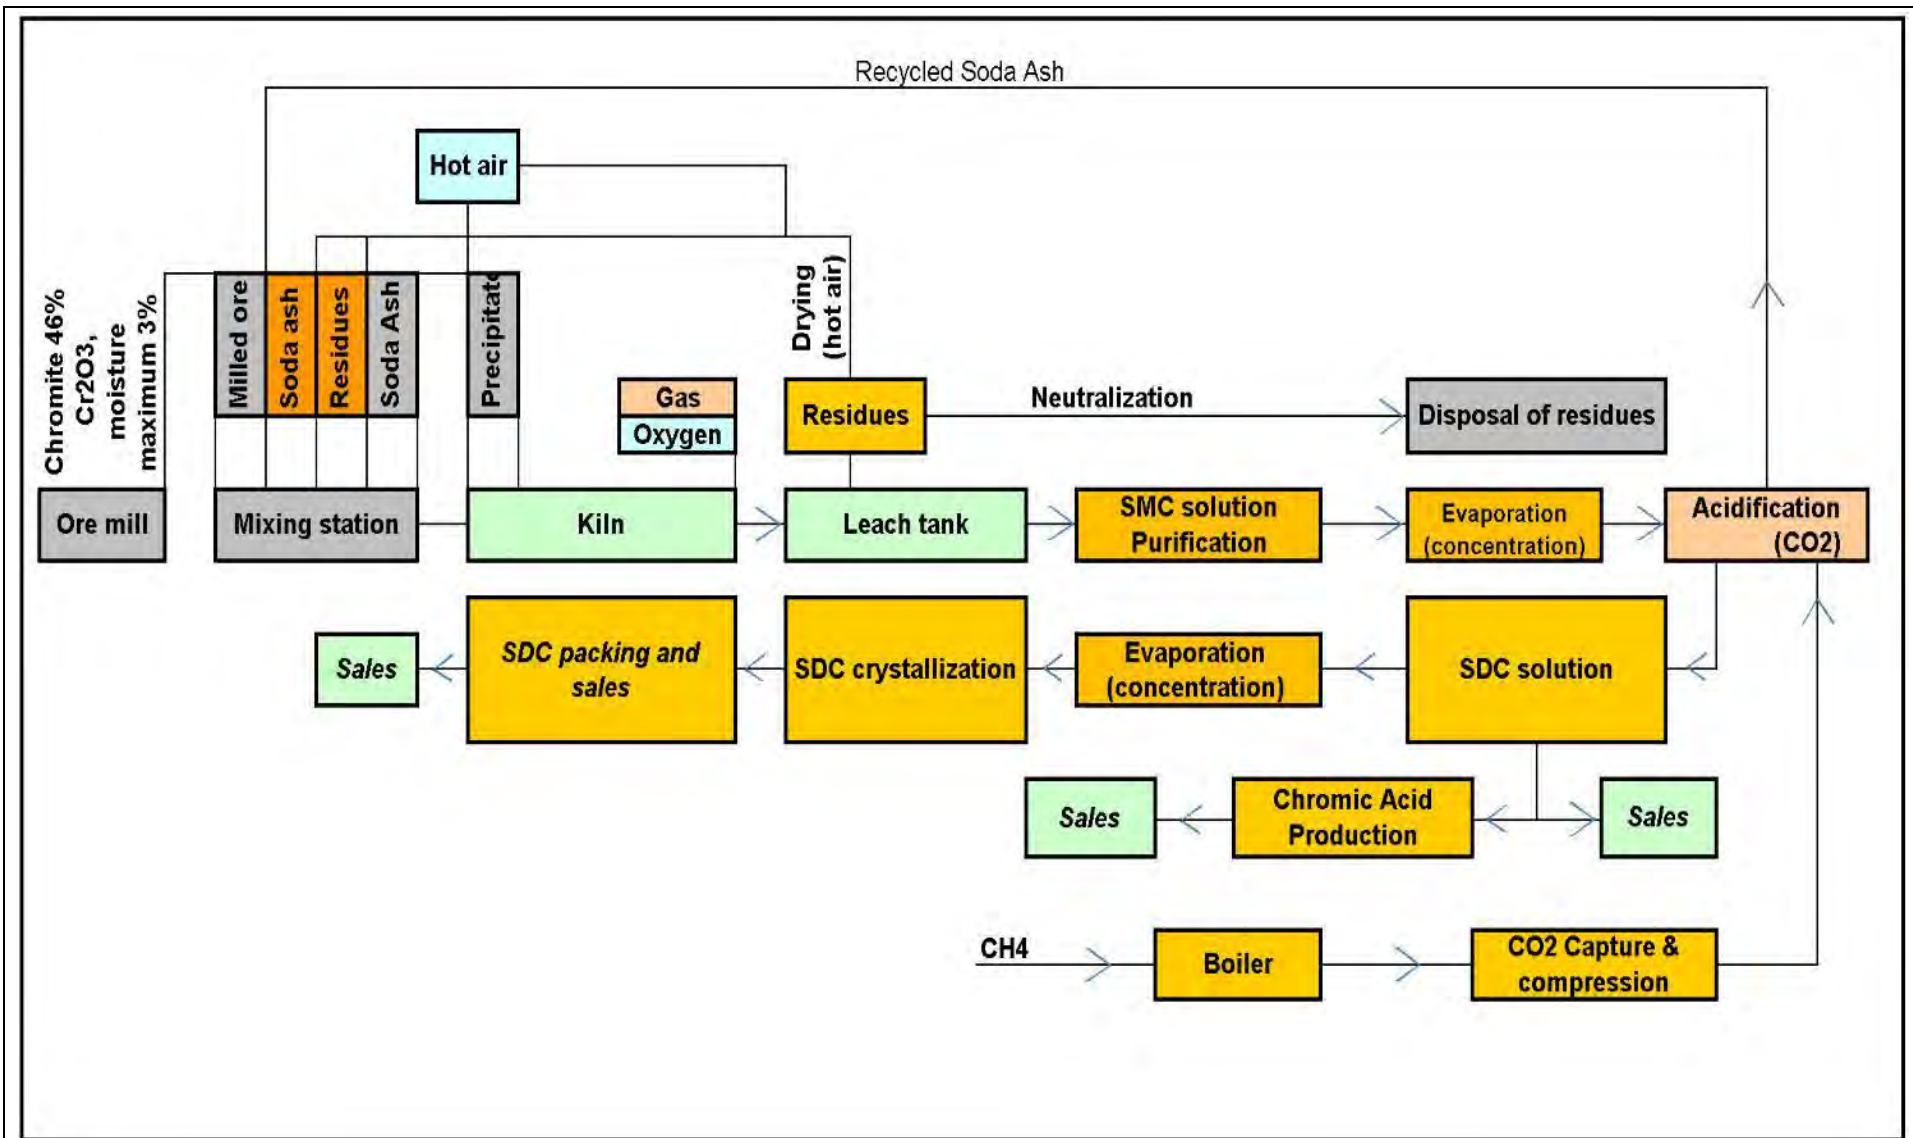 Recycled Soda Ash
Hot air
Chromite 46%
Cr2O3,
moisture
maximum 3%
Milled ore
Soda ash
Residues
Soda Ash
Precipitate
Drying
(hot air)
Gas
Oxygen
Residues
Neutralization
Disposal of residues
Ore mill
Mixing station
Kiln
Leach tank
SMC solution
Purification
Evaporation
(concentration)
Acidification
(CO2)
Sales
SDC packing and
sales
SDC crystallization
Evaporation
(concentration)
SDC solution
Sales
Chromic Acid
Production
Sales
CH4
Boiler
CO2 Capture &
compression